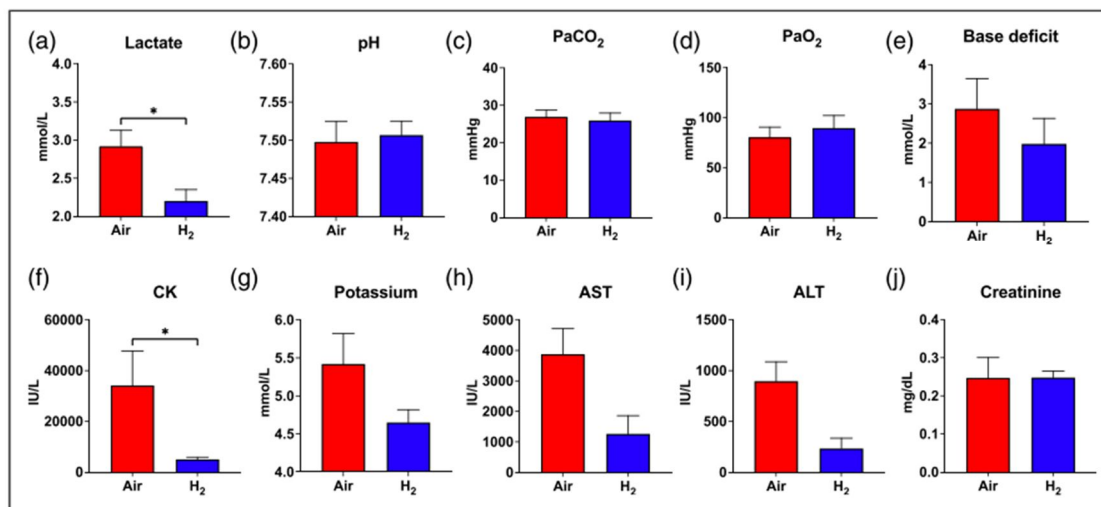 (a) Lactate
mmol/L
4.0
3.5
3.0
2.5
2.0
*
Air H₂
(b) pH
7.60
7.55
7.50
7.45
7.40
Air H₂
(c) PaCO₂
mmHg
40
30
20
10
0
Air H₂
(d) PaO₂
mmHg
150
100
50
0
Air H₂
(e) Base deficit
mmol/L
4
3
2
1
0
Air H₂
(f) CK
IU/L
60000
40000
20000
0
*
Air H₂
(g) Potassium
mmol/L
6.0
5.5
5.0
4.5
4.0
Air H₂
(h) AST
IU/L
5000
4000
3000
2000
1000
0
Air H₂
(i) ALT
IU/L
1500
1000
500
0
Air H₂
(j) Creatinine
mg/dL
0.4
0.3
0.2
0.1
0.0
Air H₂